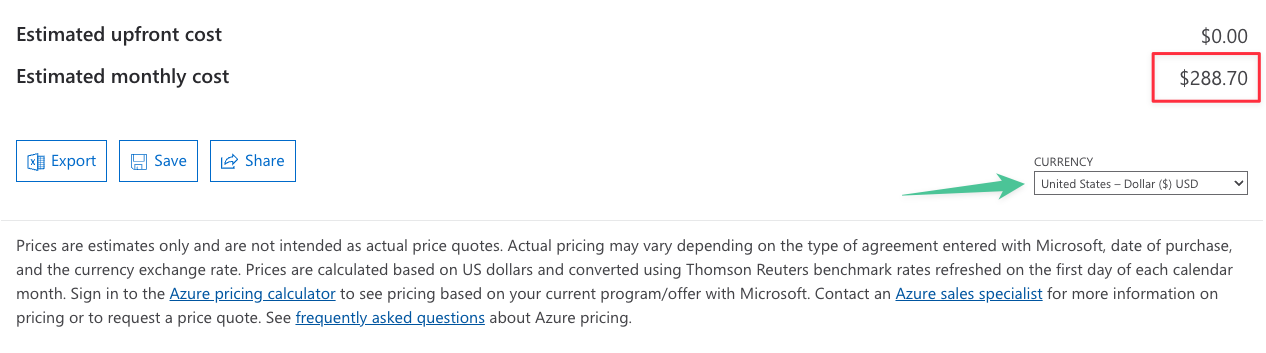 Estimated upfront cost $0.00
Estimated monthly cost $288.70
Export Save Share
CURRENCY
United States – Dollar ($) USD
Prices are estimates only and are not intended as actual price quotes. Actual pricing may vary depending on the type of agreement entered with Microsoft, date of purchase,
and the currency exchange rate. Prices are calculated based on US dollars and converted using Thomson Reuters benchmark rates refreshed on the first day of each calendar
month. Sign in to the Azure pricing calculator to see pricing based on your current program/offer with Microsoft. Contact an Azure sales specialist for more information on
pricing or to request a price quote. See frequently asked questions about Azure pricing.